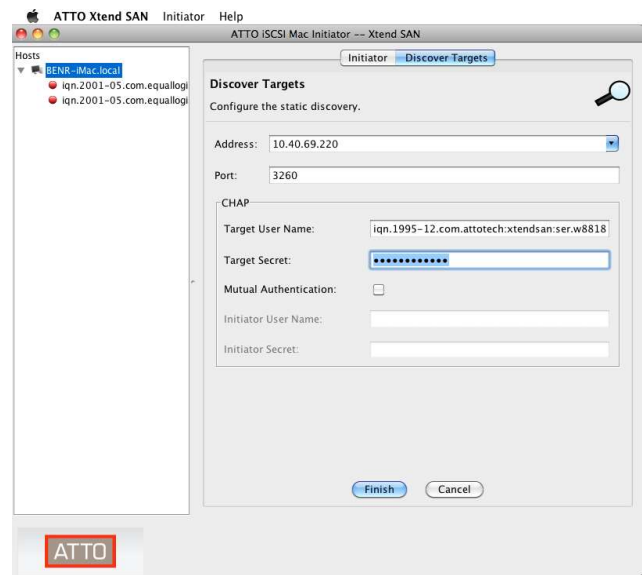 ATTO Xtend SAN Initiator Help
ATTO iSCSI Mac Initiator -- Xtend SAN
Hosts
BENR-iMac.local
iqn.2001-05.com.equallogi
iqn.2001-05.com.equallogi
Initiator Discover Targets
Discover Targets
Configure the static discovery.
Address: 10.40.69.220
Port: 3260
CHAP
Target User Name: iqn.1995-12.com.attotech:xtendsan:ser.w8818
Target Secret: ••••••••••••
Mutual Authentication:
Initiator User Name:
Initiator Secret:
Finish Cancel
ATTO